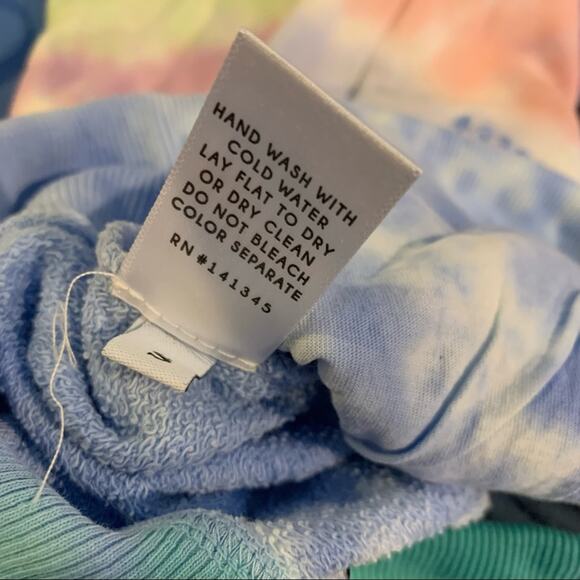 HAND WASH WITH
COLD WATER
LAY FLAT TO DRY
OR DRY CLEAN
DO NOT BLEACH
COLOR SEPARATE
RN #141345